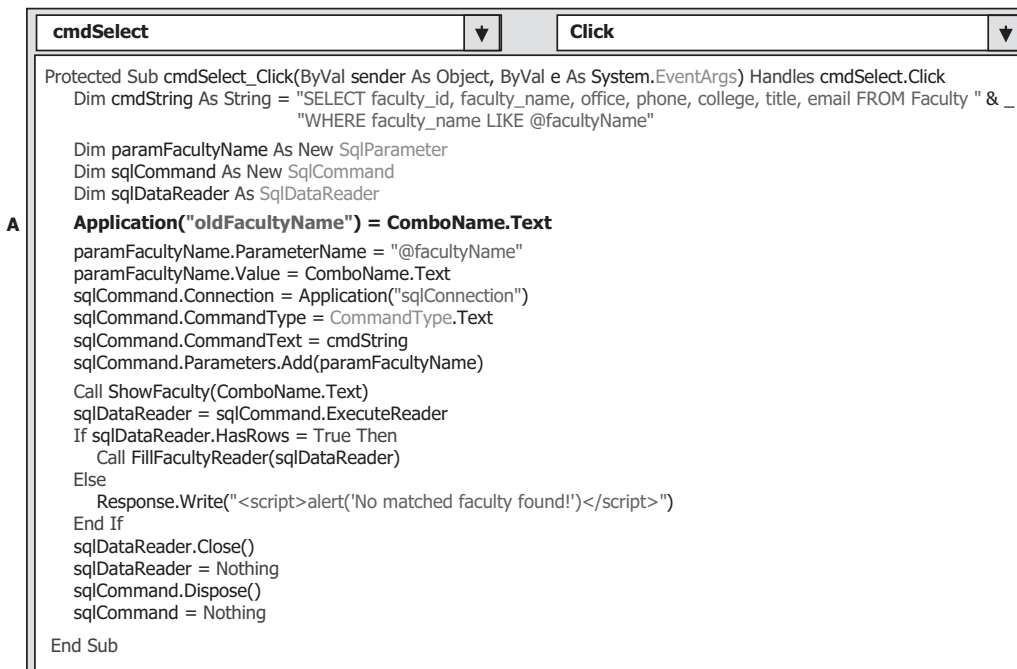 cmdSelect Click
Protected Sub cmdSelect_Click(ByVal sender As Object, ByVal e As System.EventArgs) Handles cmdSelect.Click
Dim cmdString As String = "SELECT faculty_id, faculty_name, office, phone, college, title, email FROM Faculty " & _
"WHERE faculty_name LIKE @facultyName"
Dim paramFacultyName As New SqlParameter
Dim sqlCommand As New SqlCommand
Dim sqlDataReader As SqlDataReader
A Application("oldFacultyName") = ComboName.Text
paramFacultyName.ParameterName = "@facultyName"
paramFacultyName.Value = ComboName.Text
sqlCommand.Connection = Application("sqlConnection")
sqlCommand.CommandType = CommandType.Text
sqlCommand.CommandText = cmdString
sqlCommand.Parameters.Add(paramFacultyName)
Call ShowFaculty(ComboName.Text)
sqlDataReader = sqlCommand.ExecuteReader
If sqlDataReader.HasRows = True Then
Call FillFacultyReader(sqlDataReader)
Else
Response.Write("<script>alert('No matched faculty found!')</script>")
End If
sqlDataReader.Close()
sqlDataReader = Nothing
sqlCommand.Dispose()
sqlCommand = Nothing
End Sub